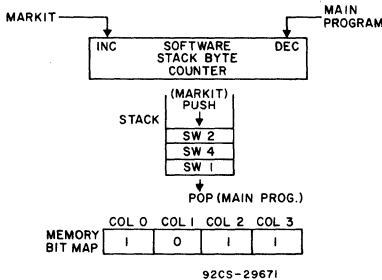 MARKIT
MAIN
PROGRAM
INC SOFTWARE DEC
STACK BYTE
COUNTER
(MARKIT)
PUSH
STACK
SW 2
SW 4
SW 1
POP (MAIN PROG.)
COL 0 COL 1 COL 2 COL 3
MEMORY
BIT MAP
1 0 1 1
92CS-29671